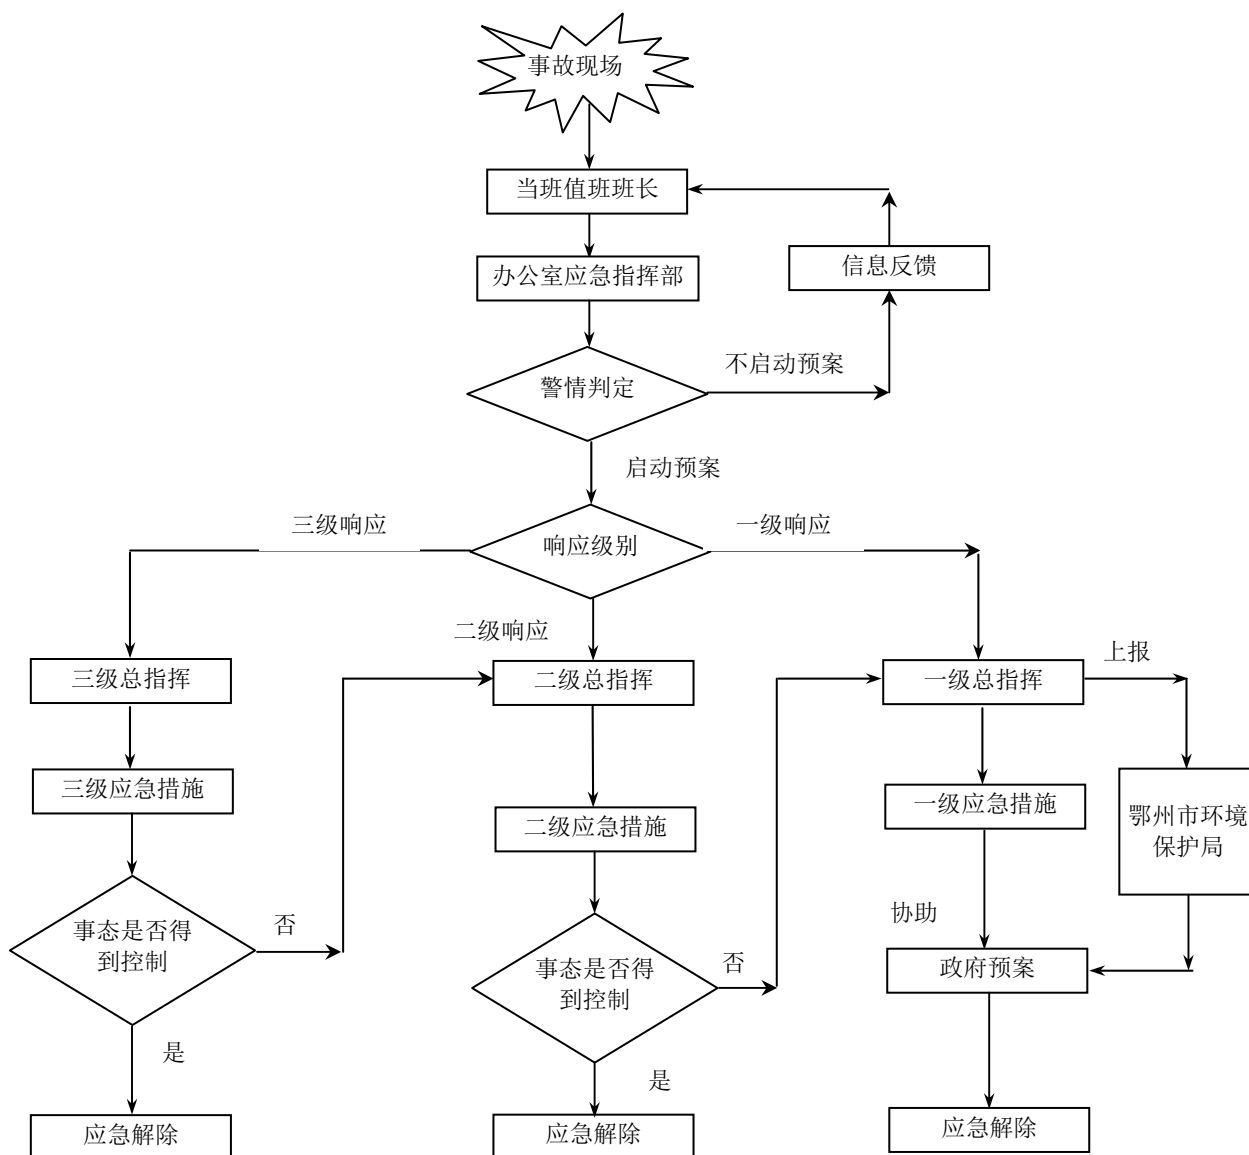 事故现场
当班值班班长
办公室应急指挥部
信息反馈
警情判定
不启动预案
启动预案
三级响应
响应级别
一级响应
二级响应
上报
三级总指挥
二级总指挥
一级总指挥
三级应急措施
二级应急措施
一级应急措施
鄂州市环境
保护局
事态是否得
到控制
否
事态是否得
到控制
否
协助
政府预案
是
是
应急解除
应急解除
应急解除